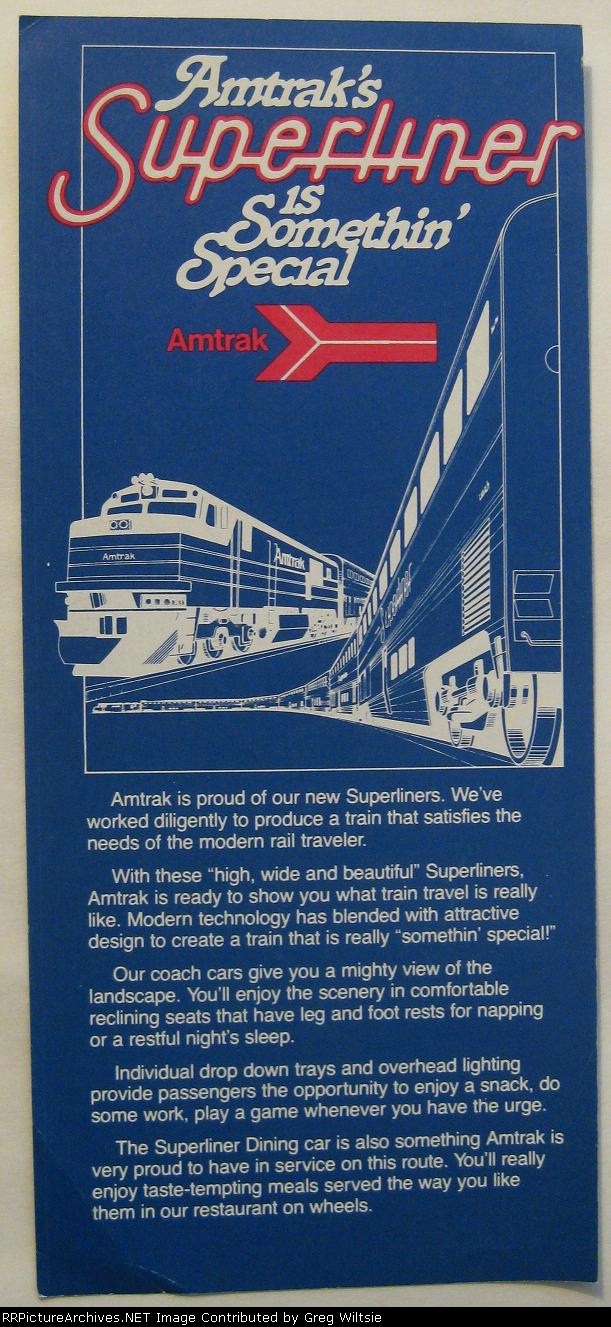 Amtrak's
Superliner
is
Somethin'
Special
Amtrak
Amtrak
Amtrak
Amtrak is proud of our new Superliners. We've
worked diligently to produce a train that satisfies the
needs of the modern rail traveler.
With these "high, wide and beautiful" Superliners,
Amtrak is ready to show you what train travel is really
like. Modern technology has blended with attractive
design to create a train that is really "somethin' special!"
Our coach cars give you a mighty view of the
landscape. You'll enjoy the scenery in comfortable
reclining seats that have leg and foot rests for napping
or a restful night's sleep.
Individual drop down trays and overhead lighting
provide passengers the opportunity to enjoy a snack, do
some work, play a game whenever you have the urge.
The Superliner Dining car is also something Amtrak is
very proud to have in service on this route. You'll really
enjoy taste-tempting meals served the way you like
them in our restaurant on wheels.
RRPictureArchives.NET Image Contributed by Greg Wiltsie